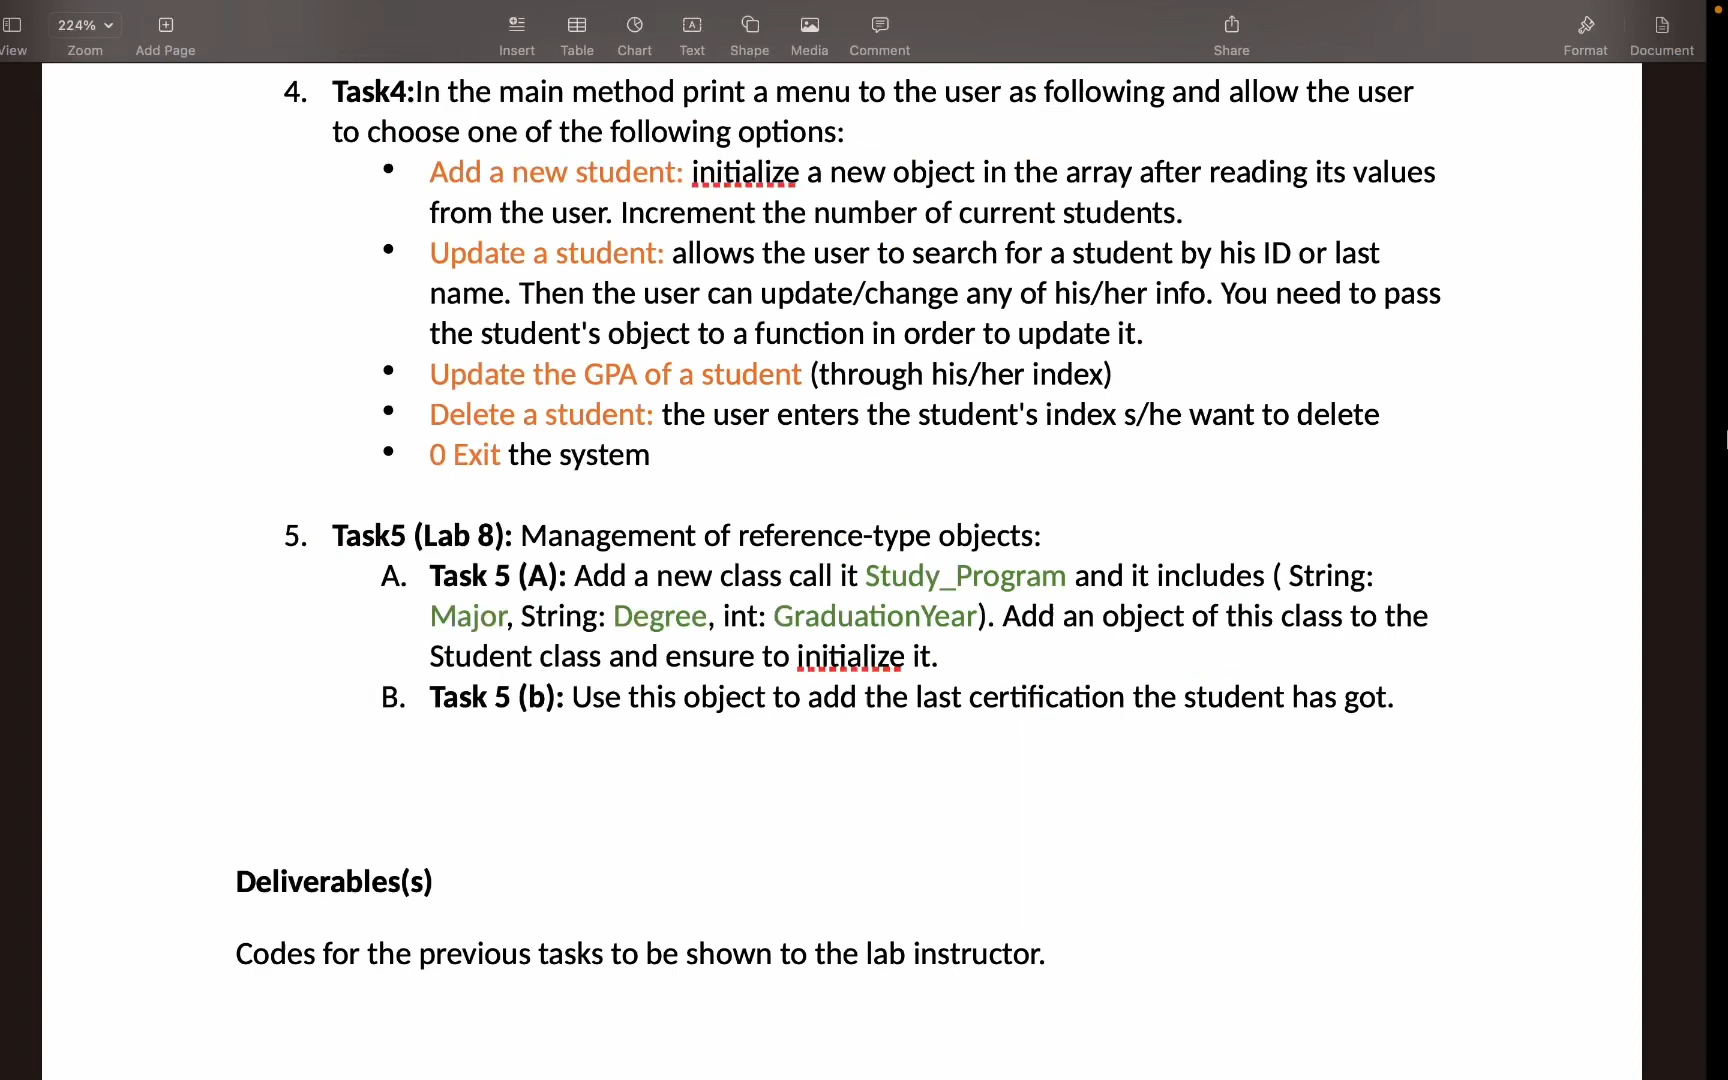 224%
View
Zoom
Add Page
Insert
Table
Chart
Text
Shape
Media
Comment
Share
Format
Document
4. Task4:In the main method print a menu to the user as following and allow the user
to choose one of the following options:
• Add a new student: initialize a new object in the array after reading its values
from the user. Increment the number of current students.
• Update a student: allows the user to search for a student by his ID or last
name. Then the user can update/change any of his/her info. You need to pass
the student's object to a function in order to update it.
• Update the GPA of a student (through his/her index)
• Delete a student: the user enters the student's index s/he want to delete
• 0 Exit the system
5. Task5 (Lab 8): Management of reference-type objects:
A. Task 5 (A): Add a new class call it Study_Program and it includes ( String:
Major, String: Degree, int: GraduationYear). Add an object of this class to the
Student class and ensure to initialize it.
B. Task 5 (b): Use this object to add the last certification the student has got.
Deliverables(s)
Codes for the previous tasks to be shown to the lab instructor.